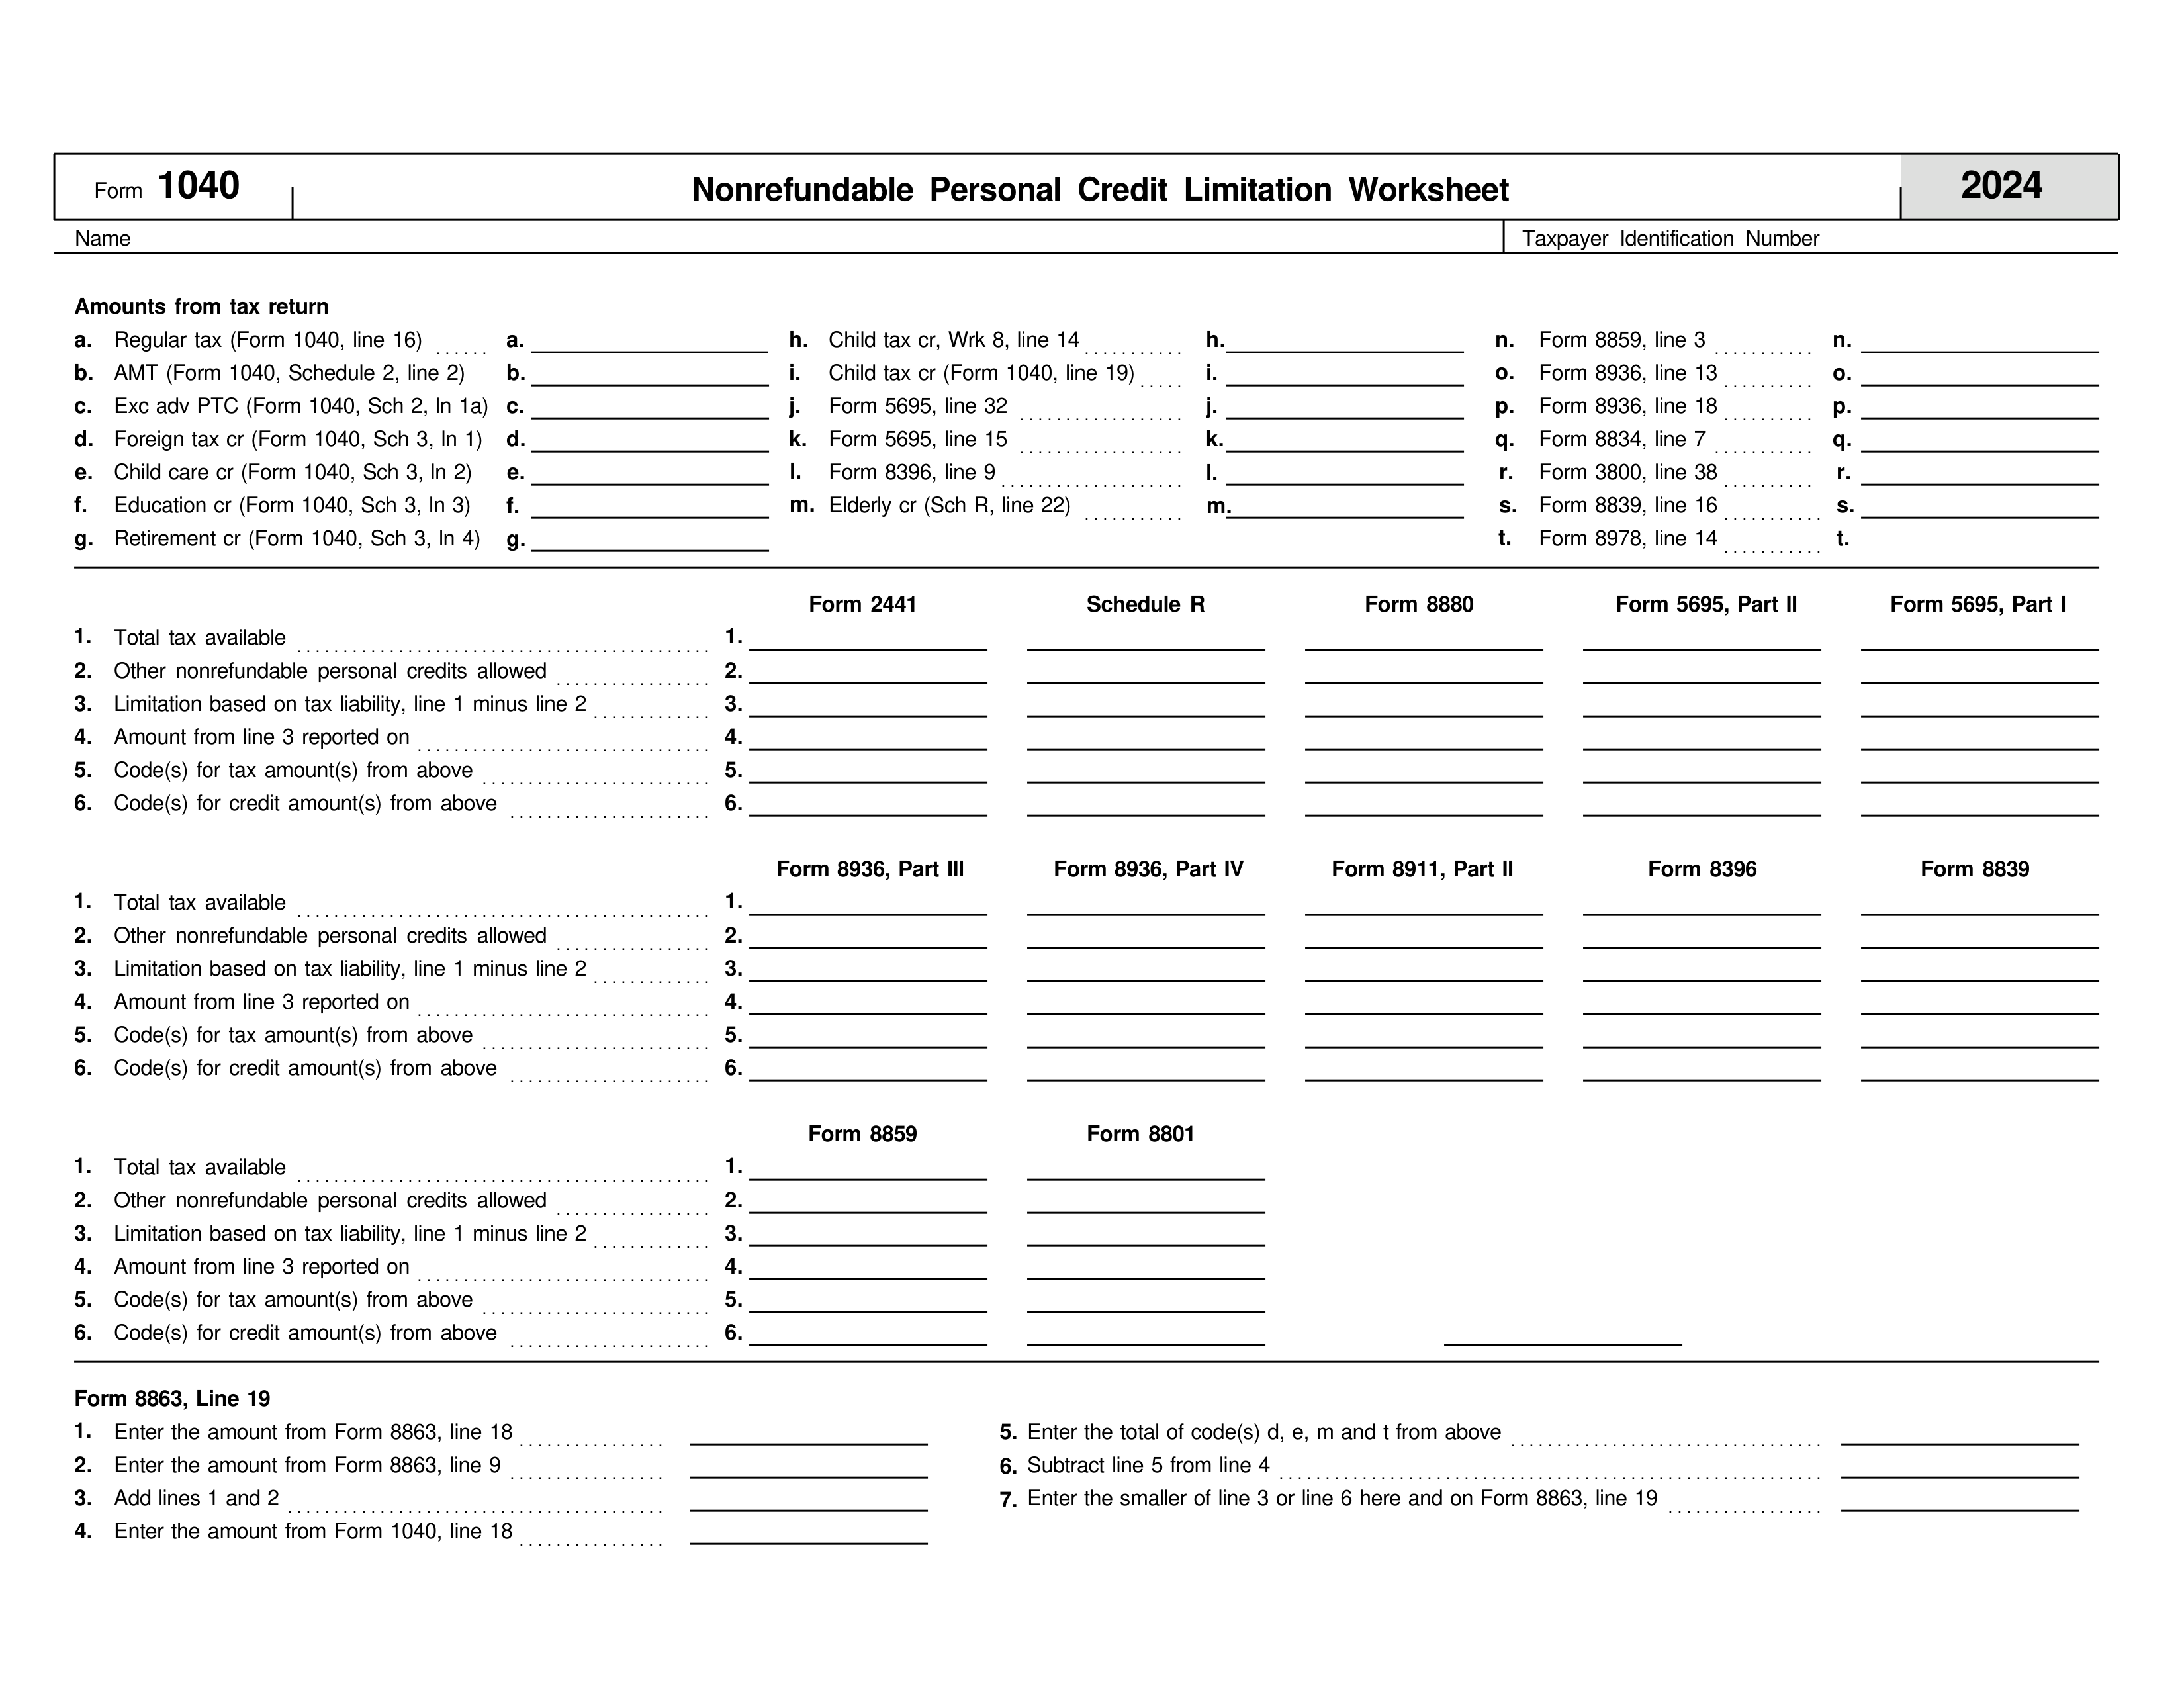 Form 1040 Nonrefundable Personal Credit Limitation Worksheet 2024
Name Taxpayer Identification Number
Amounts from tax return
a. Regular tax (Form 1040, line 16) ...... a. h. Child tax cr, Wrk 8, line 14 ........... h. n. Form 8859, line 3 ........... n.
b. AMT (Form 1040, Schedule 2, line 2) b. i. Child tax cr (Form 1040, line 19) ..... i. o. Form 8936, line 13 .......... o.
c. Exc adv PTC (Form 1040, Sch 2, ln 1a) c. j. Form 5695, line 32 .................. j. p. Form 8936, line 18 .......... p.
d. Foreign tax cr (Form 1040, Sch 3, ln 1) d. k. Form 5695, line 15 .................. k. q. Form 8834, line 7 ........... q.
e. Child care cr (Form 1040, Sch 3, ln 2) e. l. Form 8396, line 9 .................... l. r. Form 3800, line 38 .......... r.
f. Education cr (Form 1040, Sch 3, ln 3) f. m. Elderly cr (Sch R, line 22) ........... m. s. Form 8839, line 16 ........... s.
g. Retirement cr (Form 1040, Sch 3, ln 4) g. t. Form 8978, line 14 ........... t.
Form 2441 Schedule R Form 8880 Form 5695, Part II Form 5695, Part I
1. Total tax available ............................................. 1.
2. Other nonrefundable personal credits allowed ................. 2.
3. Limitation based on tax liability, line 1 minus line 2 ............. 3.
4. Amount from line 3 reported on ................................ 4.
5. Code(s) for tax amount(s) from above ......................... 5.
6. Code(s) for credit amount(s) from above ...................... 6.
Form 8936, Part III Form 8936, Part IV Form 8911, Part II Form 8396 Form 8839
1. Total tax available ............................................. 1.
2. Other nonrefundable personal credits allowed ................. 2.
3. Limitation based on tax liability, line 1 minus line 2 ............. 3.
4. Amount from line 3 reported on ................................ 4.
5. Code(s) for tax amount(s) from above ......................... 5.
6. Code(s) for credit amount(s) from above ...................... 6.
Form 8859 Form 8801
1. Total tax available ............................................. 1.
2. Other nonrefundable personal credits allowed ................. 2.
3. Limitation based on tax liability, line 1 minus line 2 ............. 3.
4. Amount from line 3 reported on ................................ 4.
5. Code(s) for tax amount(s) from above ......................... 5.
6. Code(s) for credit amount(s) from above ...................... 6.
Form 8863, Line 19
1. Enter the amount from Form 8863, line 18 ................
2. Enter the amount from Form 8863, line 9 .................
3. Add lines 1 and 2 .........................................
4. Enter the amount from Form 1040, line 18 ................
5. Enter the total of code(s) d, e, m and t from above ..................................
6. Subtract line 5 from line 4 ...........................................................
7. Enter the smaller of line 3 or line 6 here and on Form 8863, line 19 .................